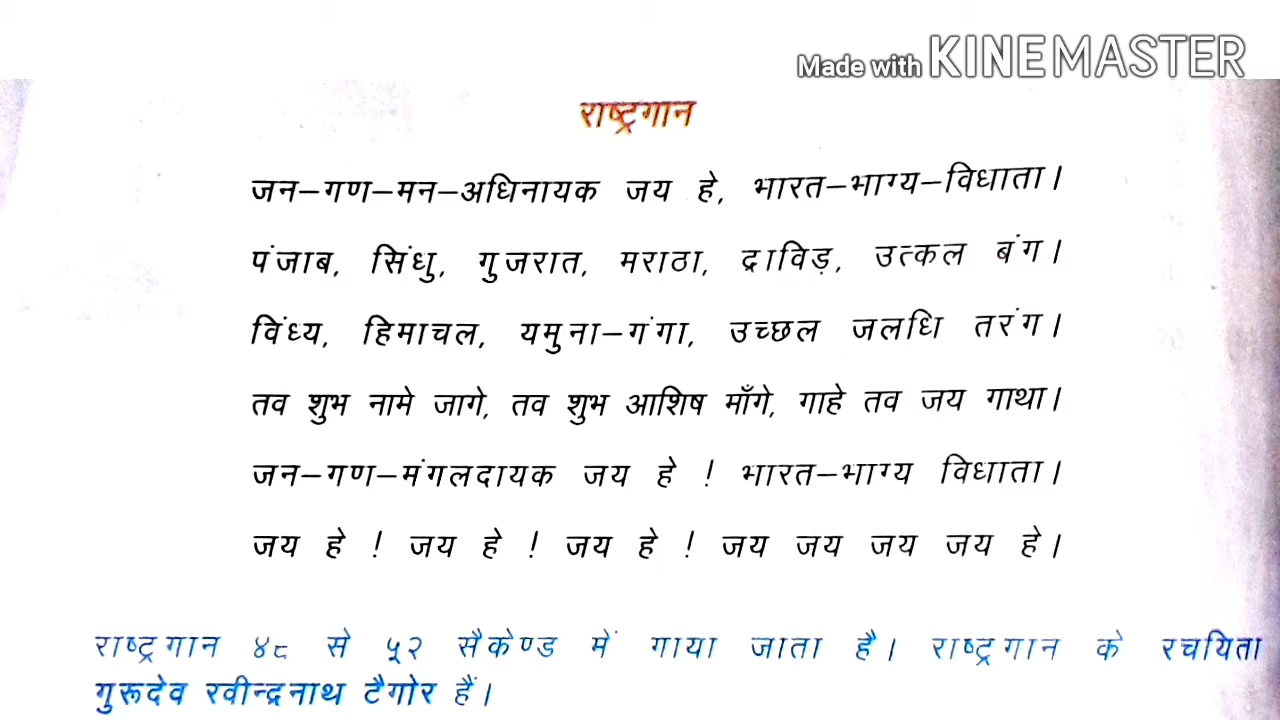 Made with KINEMASTER
राष्ट्रगान
जन–गण–मन–अधिनायक जय हे, भारत–भाग्य–विधाता।
पंजाब, सिंधु, गुजरात, मराठा, द्राविड़, उत्कल बंग।
विंध्य, हिमाचल, यमुना–गंगा, उच्छल जलधि तरंग।
तव शुभ नामे जागे, तव शुभ आशिष माँगे, गाहे तव जय गाथा।
जन–गण–मंगलदायक जय हे ! भारत–भाग्य विधाता।
जय हे ! जय हे ! जय हे ! जय जय जय जय हे।
राष्ट्रगान ४८ से ५२ सैकेण्ड में गाया जाता है। राष्ट्रगान के रचयिता
गुरूदेव रवीन्द्रनाथ टैगोर हैं।